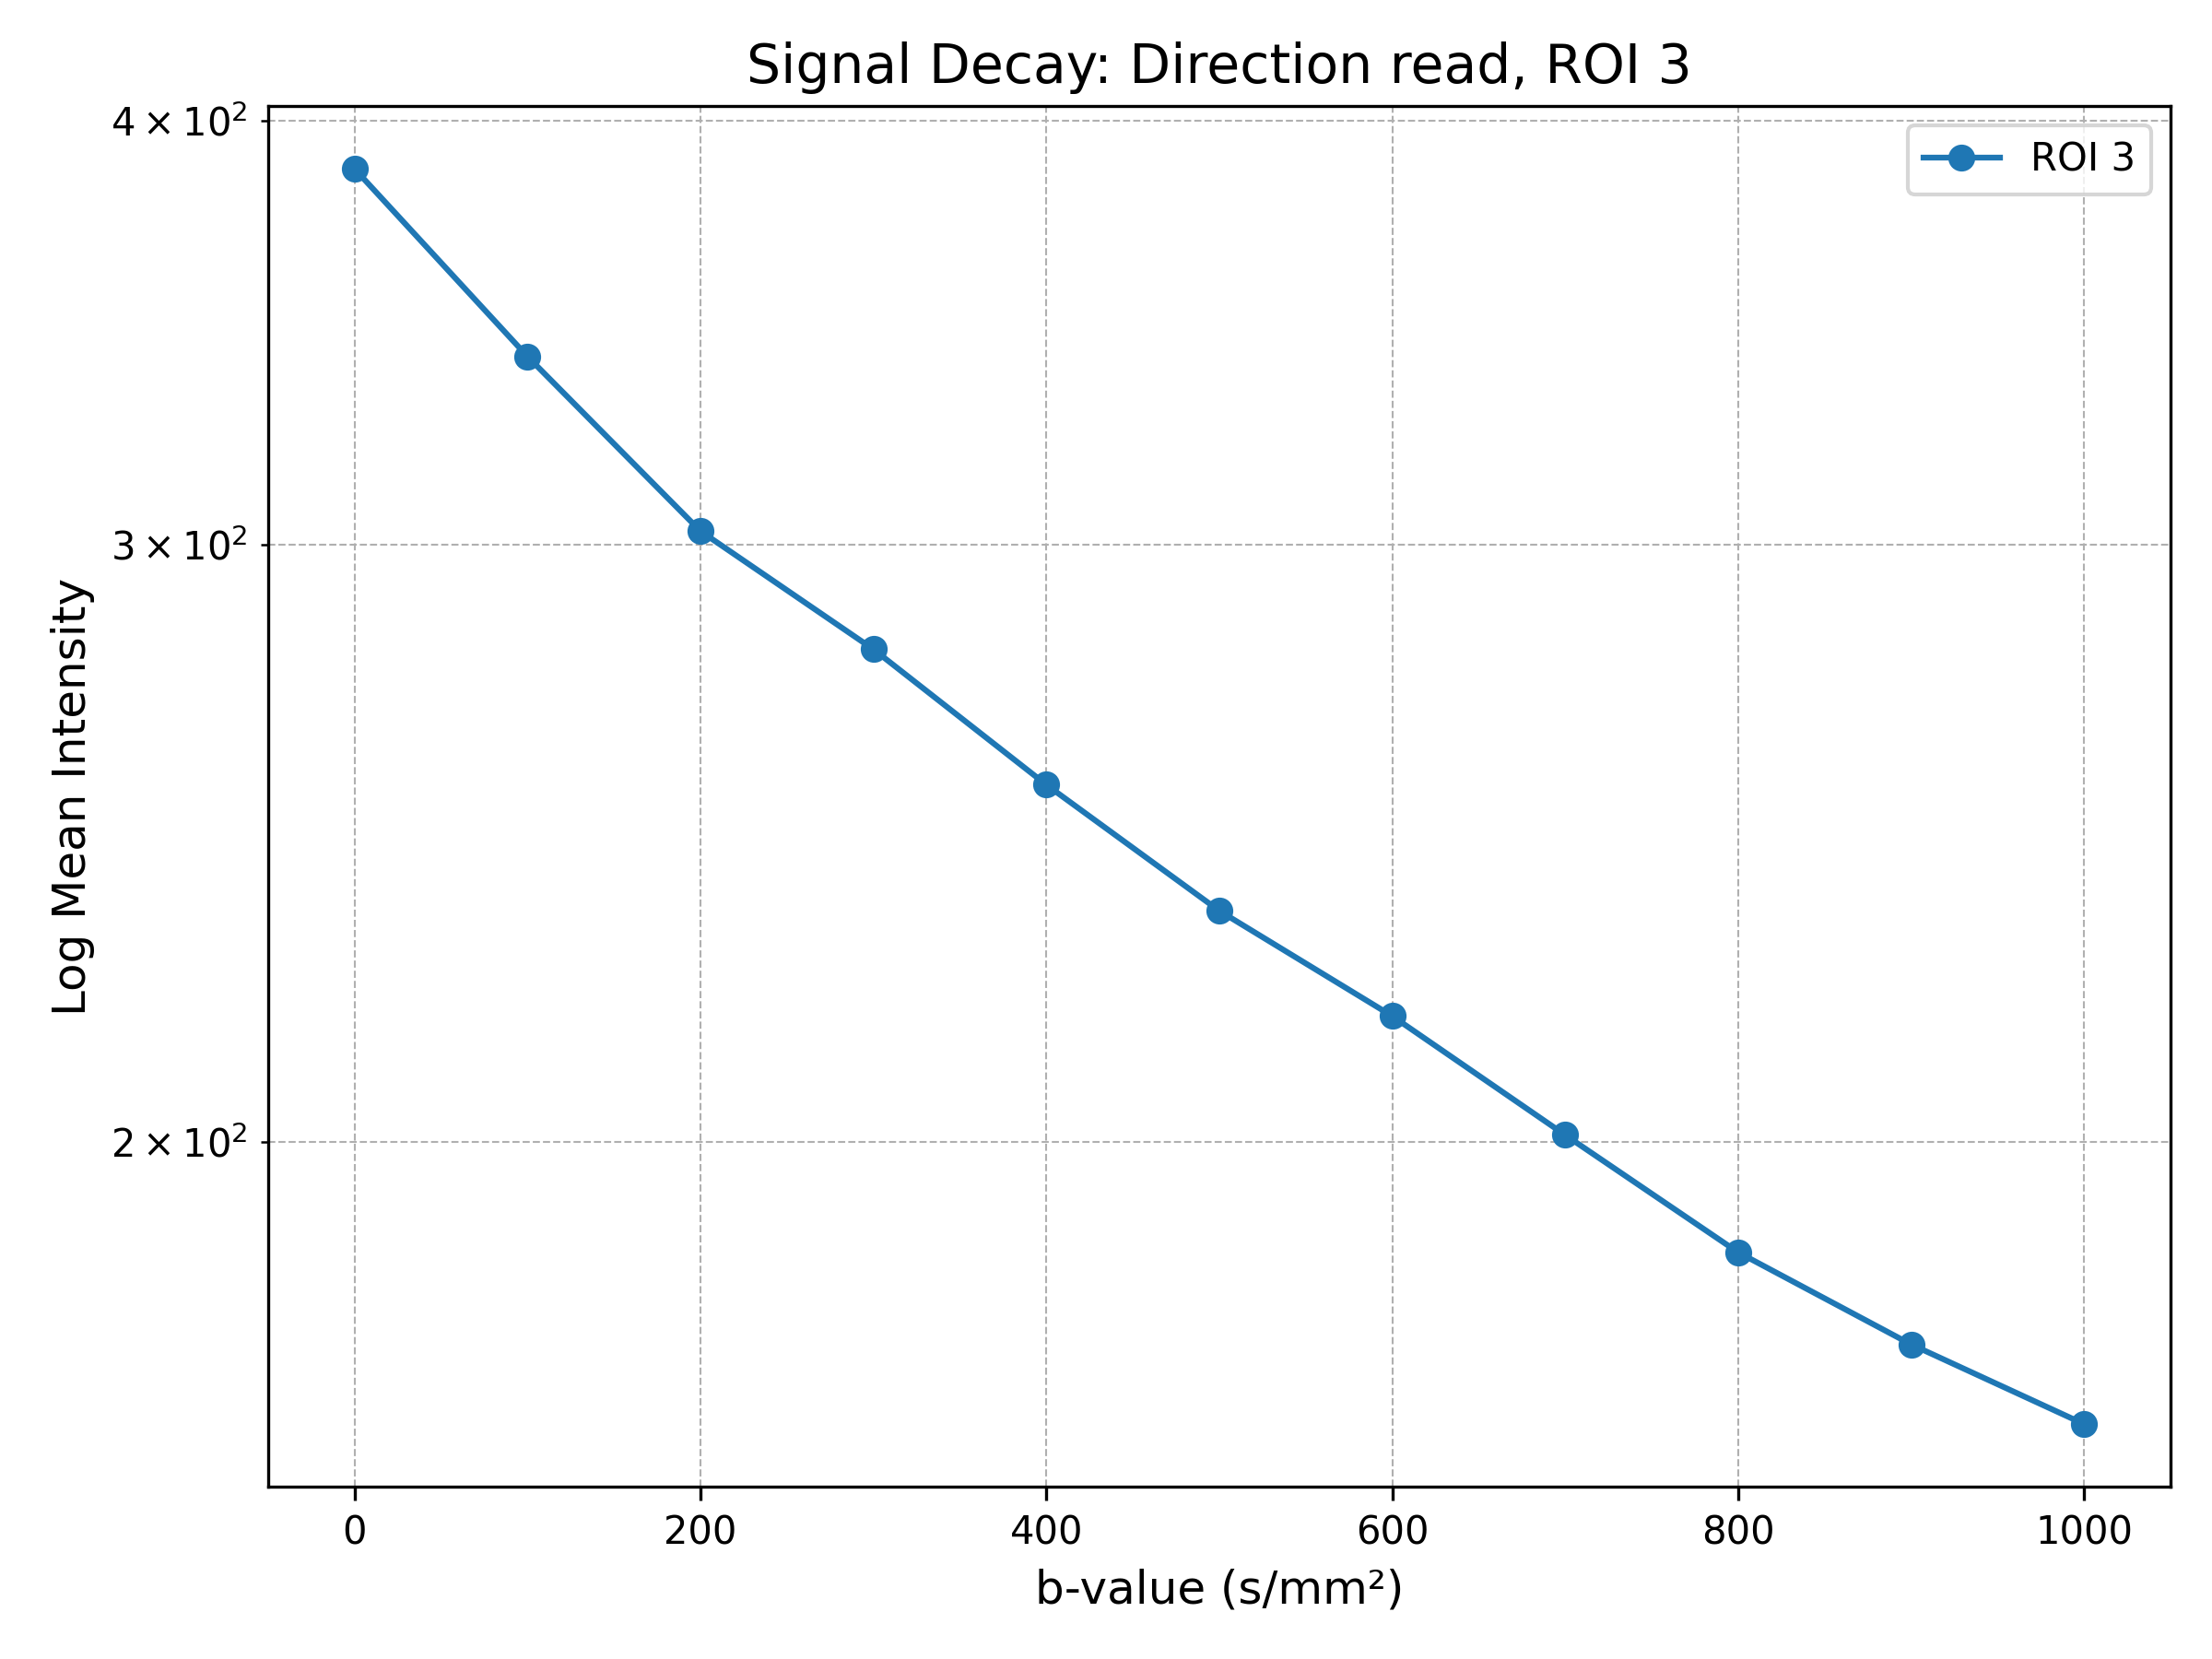 Signal Decay: Direction read, ROI 3
ROI 3
4 × 10²
3 × 10²
2 × 10²
Log Mean Intensity
0 200 400 600 800 1000
b-value (s/mm²)